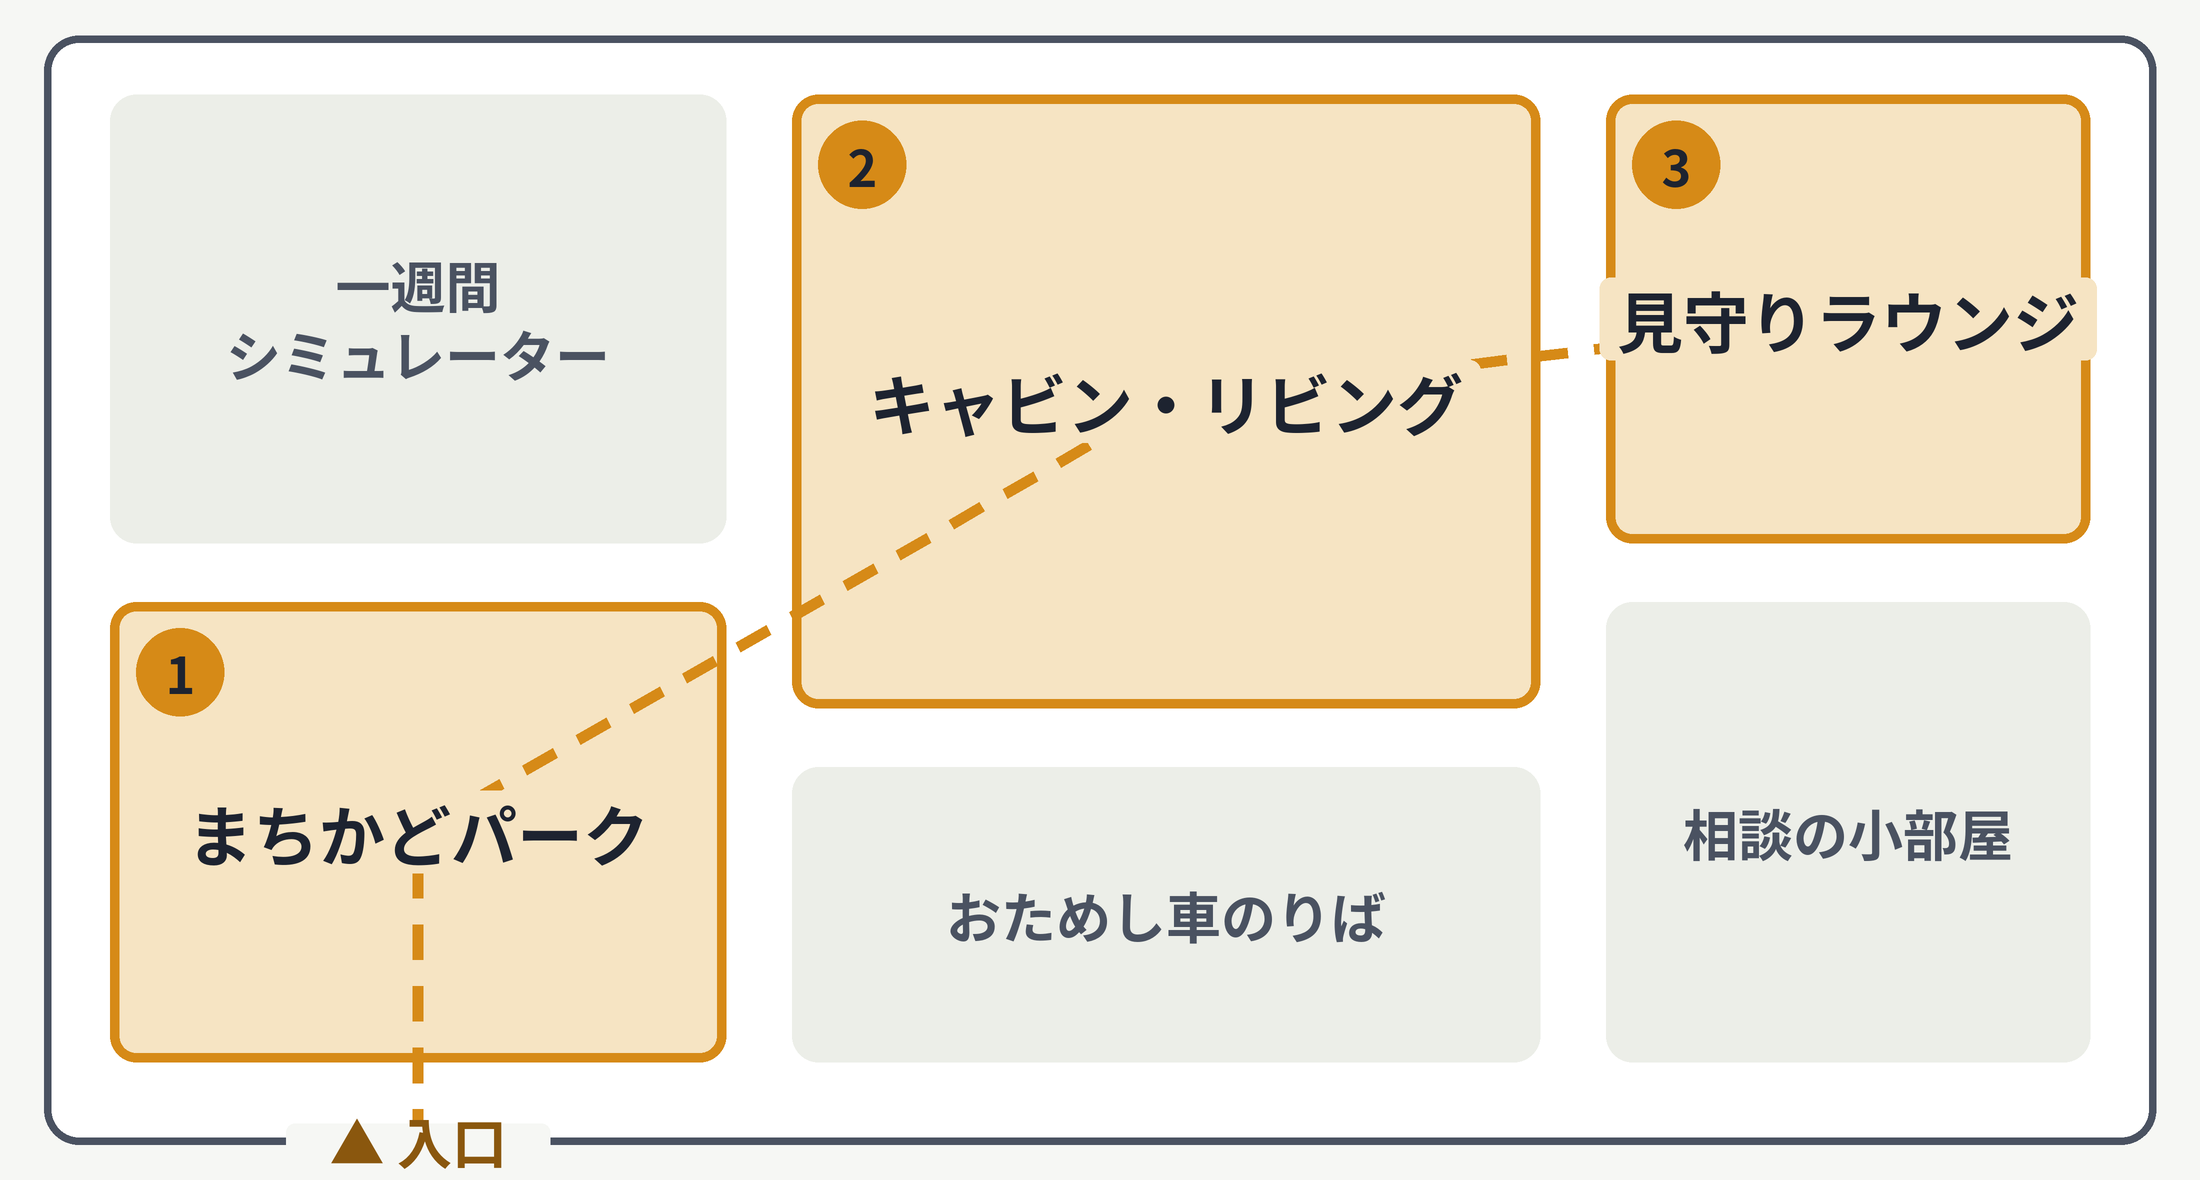 一週間
シミュレーター
2
キャビン・リビング
3
見守りラウンジ
1
まちかどパーク
おためし車のりば
相談の小部屋
▲ 入口